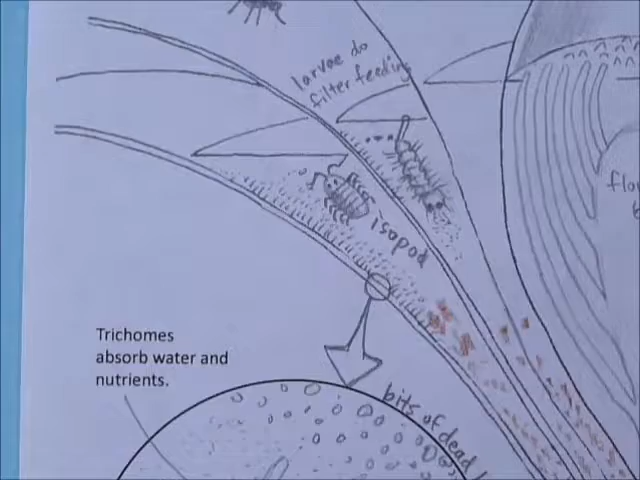 larvae do
filter feeding
isopod
Trichomes
absorb water and
nutrients.
bits of dead